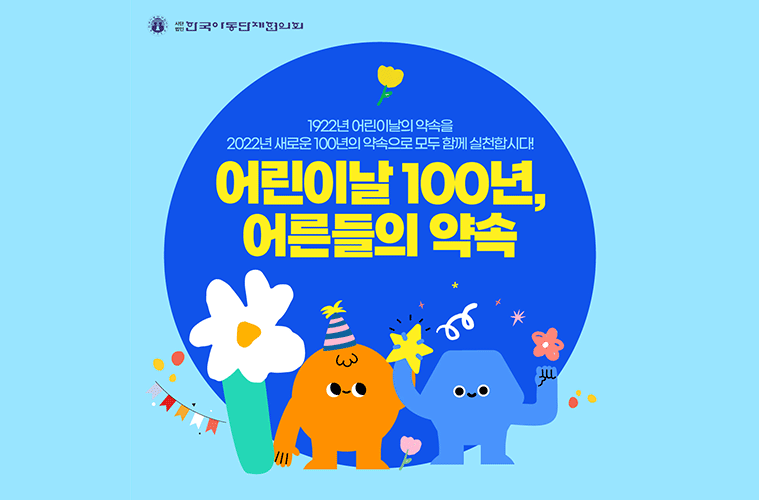 사단
법인 한국아동단체협의회
1922년 어린이날의 약속을
2022년 새로운 100년의 약속으로 모두 함께 실천합시다!
어린이날 100년,
어른들의 약속